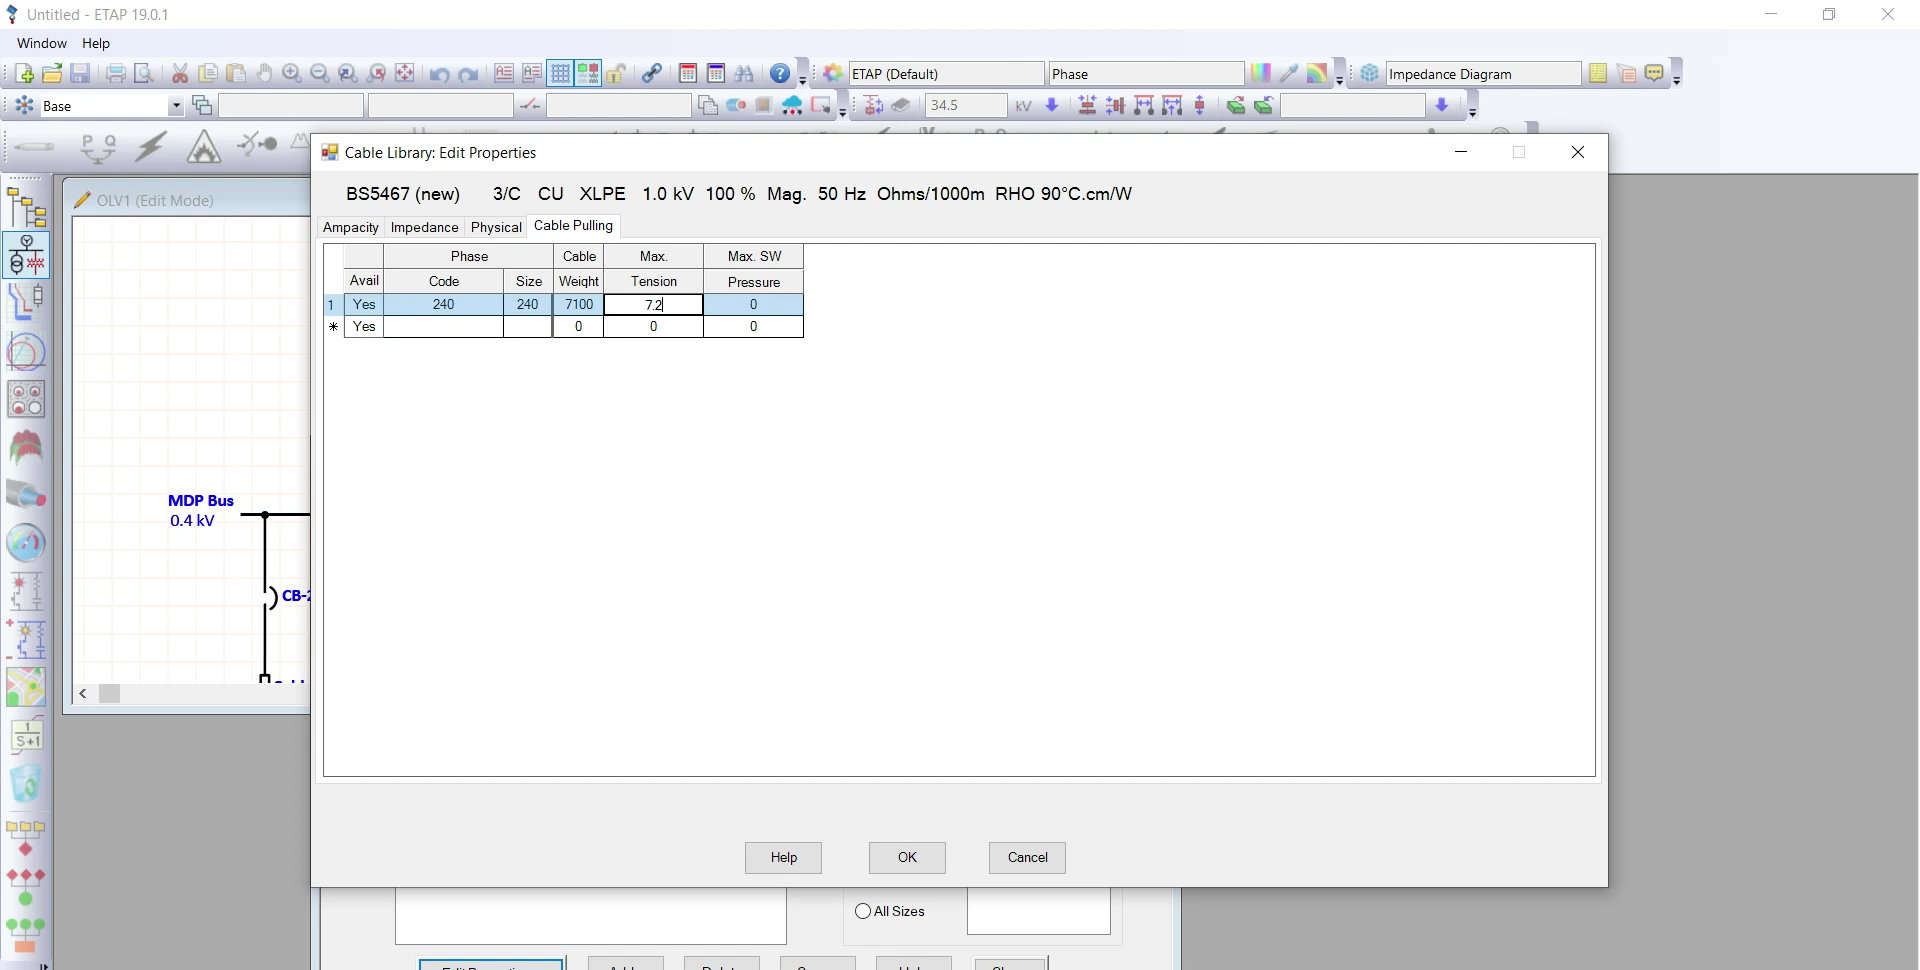 Untitled - ETAP 19.0.1
Window Help
ETAP (Default) Phase Impedance Diagram
Base 34.5 kV
P Q
Cable Library: Edit Properties
BS5467 (new) 3/C CU XLPE 1.0 kV 100 % Mag. 50 Hz Ohms/1000m RHO 90°C.cm/W
OLV1 (Edit Mode)
Ampacity Impedance Physical Cable Pulling
Phase Cable Max. Max. SW
Avail Code Size Weight Tension Pressure
1 Yes 240 240 7100 7.2 0
* Yes 0 0 0
MDP Bus
0.4 kV
CB-2
1
S+1
Help OK Cancel
All Sizes